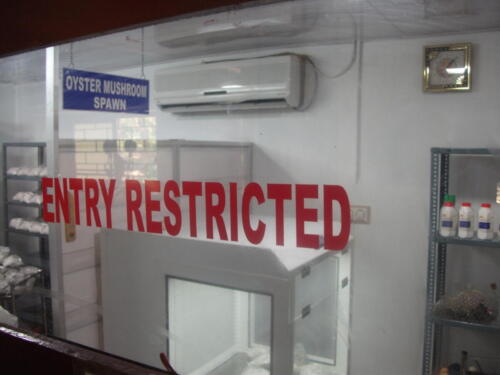 OYSTER MUSHROOM
SPAWN
ENTRY RESTRICTED